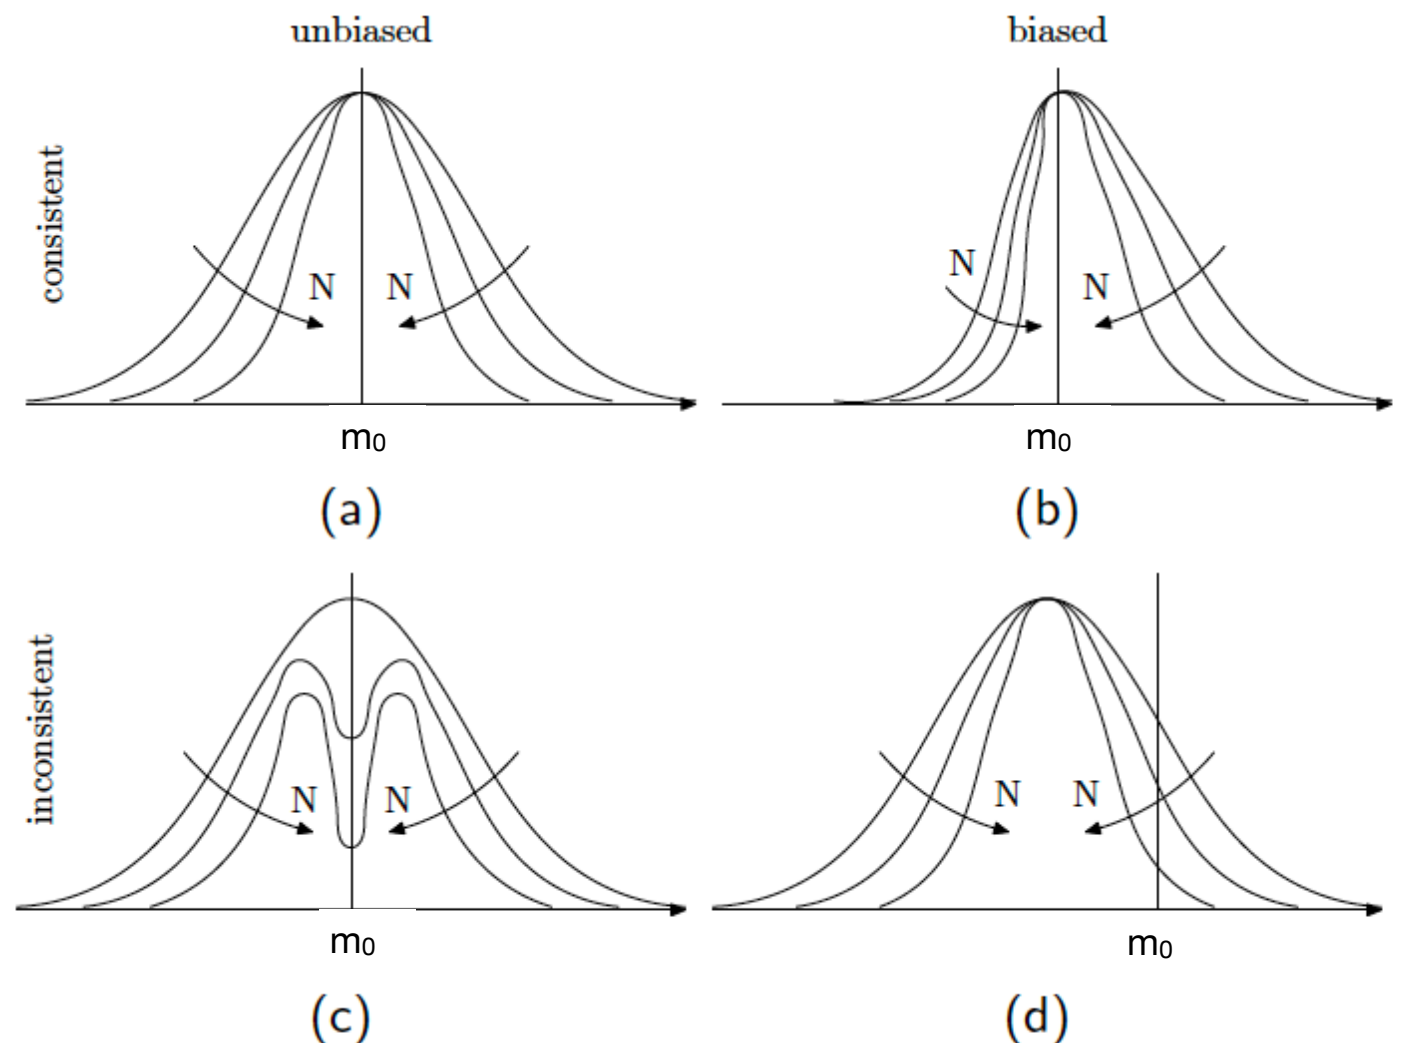 unbiased
biased
consistent
N
N
N
N
m₀
m₀
(a)
(b)
inconsistent
N
N
N
N
m₀
m₀
(c)
(d)